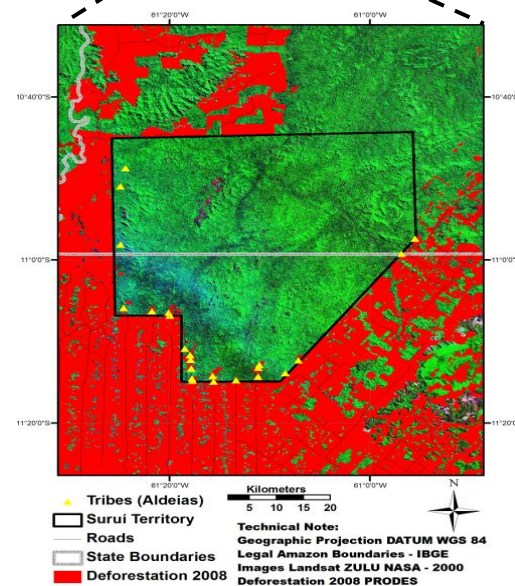 61°20'0"W 61°0'0"W
10°40'0"S 10°40'0"S
11°0'0"S 11°0'0"S
11°20'0"S 11°20'0"S
61°20'0"W 61°0'0"W
N
Tribes (Aldeias)
Suruí Territory
Roads
State Boundaries
Deforestation 2008
Kilometers
5 10 15 20
Technical Note:
Geographic Projection DATUM WGS 84
Legal Amazon Boundaries - IBGE
Images Landsat ZULU NASA - 2000
Deforestation 2008 PRODES